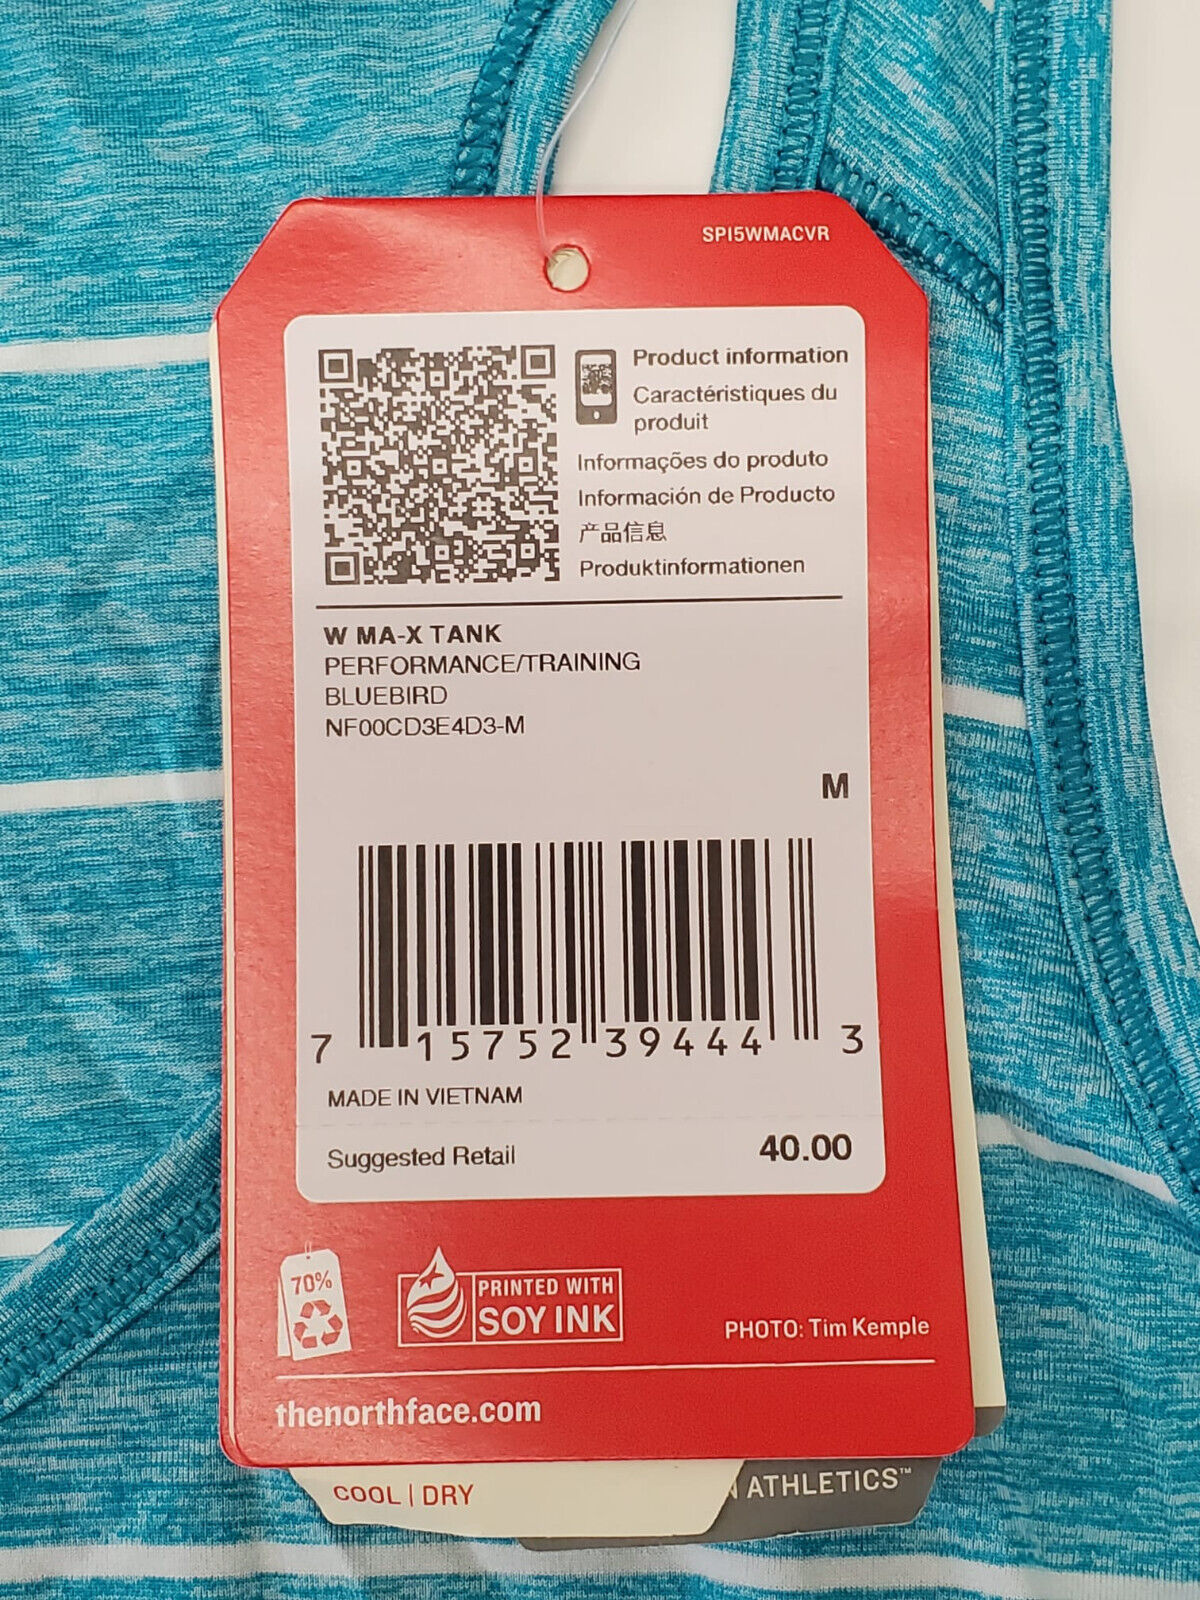 SPI5WMACVR
Product information
Caractéristiques du
produit
Informações do produto
Información de Producto
产品信息
Produktinformationen
W MA-X TANK
PERFORMANCE/TRAINING
BLUEBIRD
NF00CD3E4D3-M
M
7 15752 39444 3
MADE IN VIETNAM
Suggested Retail 40.00
70%
PRINTED WITH
SOY INK
PHOTO: Tim Kemple
thenorthface.com
COOL | DRY
ATHLETICS™